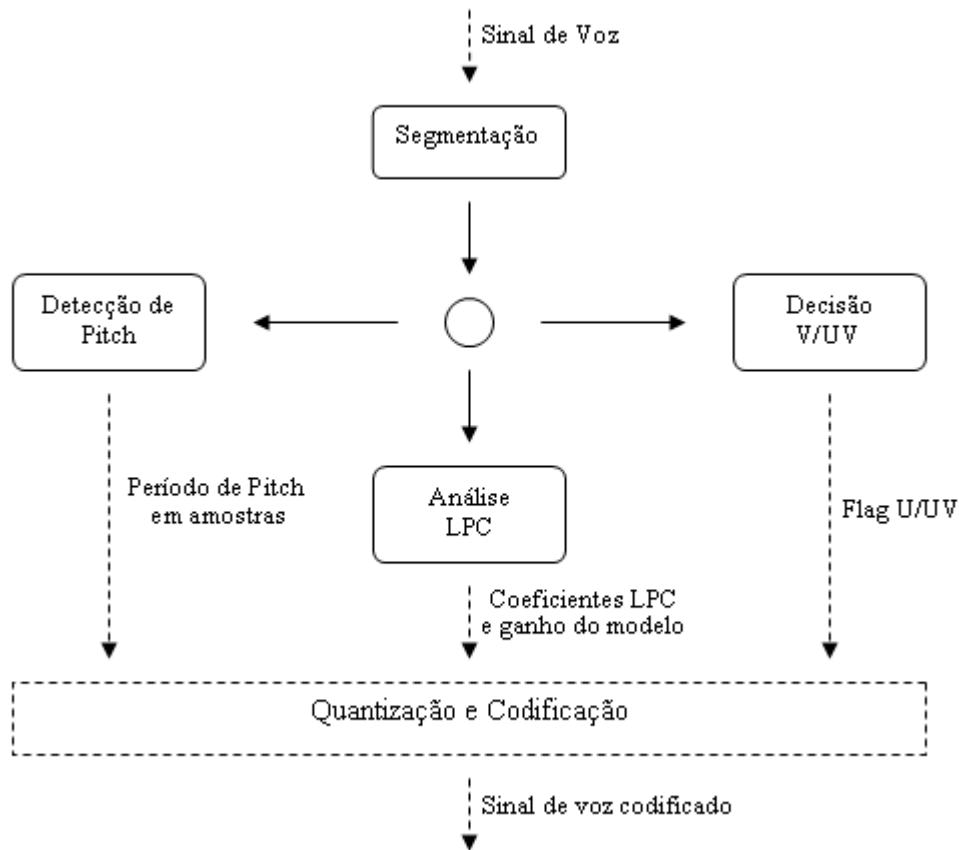 Sinal de Voz
Segmentação
Detecção de
Pitch
Decisão
V/UV
Período de Pitch
em amostras
Análise
LPC
Flag U/UV
Coeficientes LPC
e ganho do modelo
Quantização e Codificação
Sinal de voz codificado